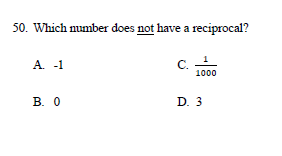 50. Which number does not have a reciprocal?
A. -1
C. 1/1000
B. 0
D. 3